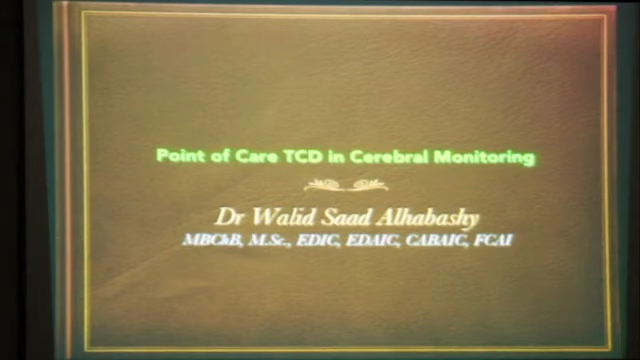 Point of Care TCD in Cerebral Monitoring
Dr Walid Saad Alhabashy
MBChB, M.Sc., EDIC, EDAIC, CABAIC, FCAI